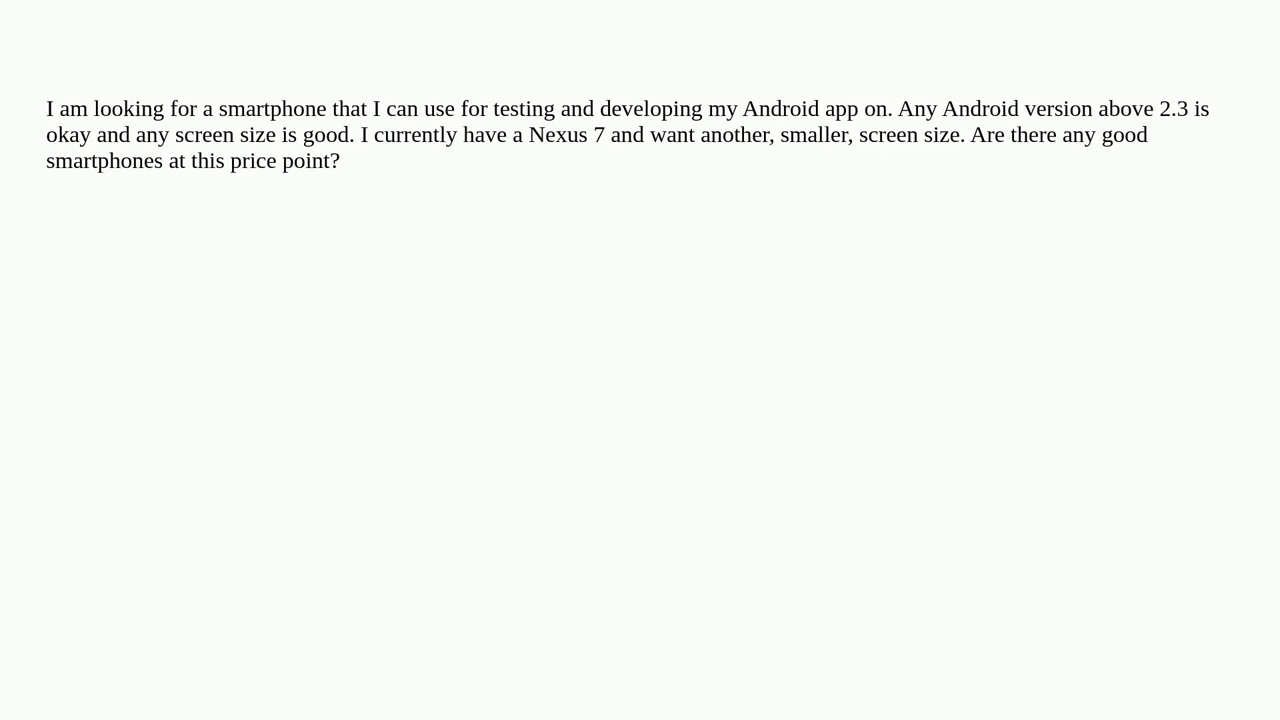 I am looking for a smartphone that I can use for testing and developing my Android app on. Any Android version above 2.3 is
okay and any screen size is good. I currently have a Nexus 7 and want another, smaller, screen size. Are there any good
smartphones at this price point?